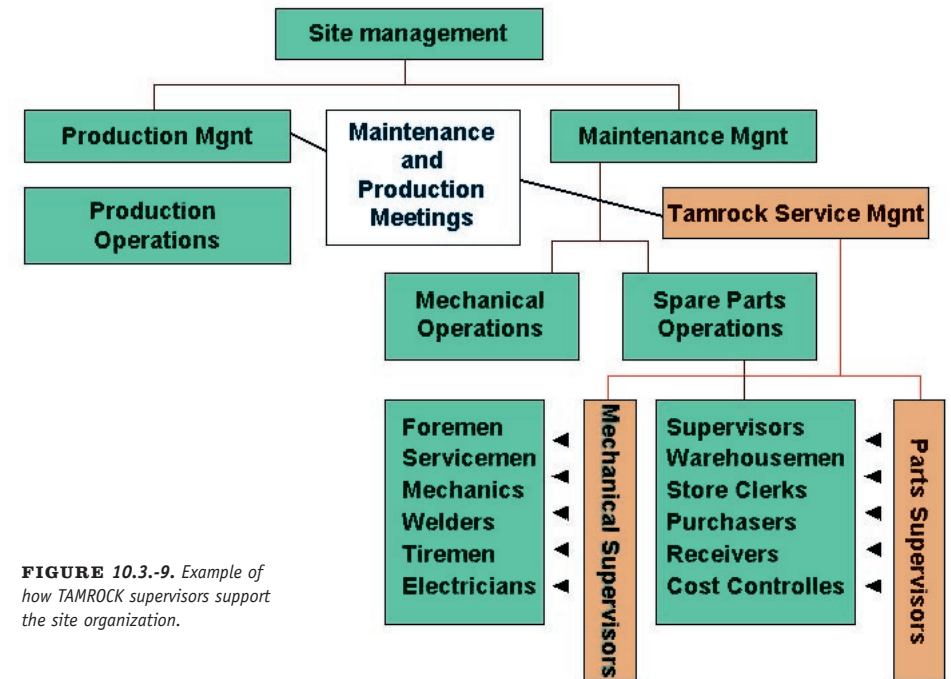 Site management
Production Mgnt
Maintenance
and
Production
Meetings
Maintenance Mgnt
Production
Operations
Tamrock Service Mgnt
Mechanical
Operations
Spare Parts
Operations
Foremen
Servicemen
Mechanics
Welders
Tiremen
Electricians
Mechanical Supervisors
Supervisors
Warehousemen
Store Clerks
Purchasers
Receivers
Cost Controlles
Parts Supervisors
FIGURE 10.3.-9. Example of
how TAMROCK supervisors support
the site organization.